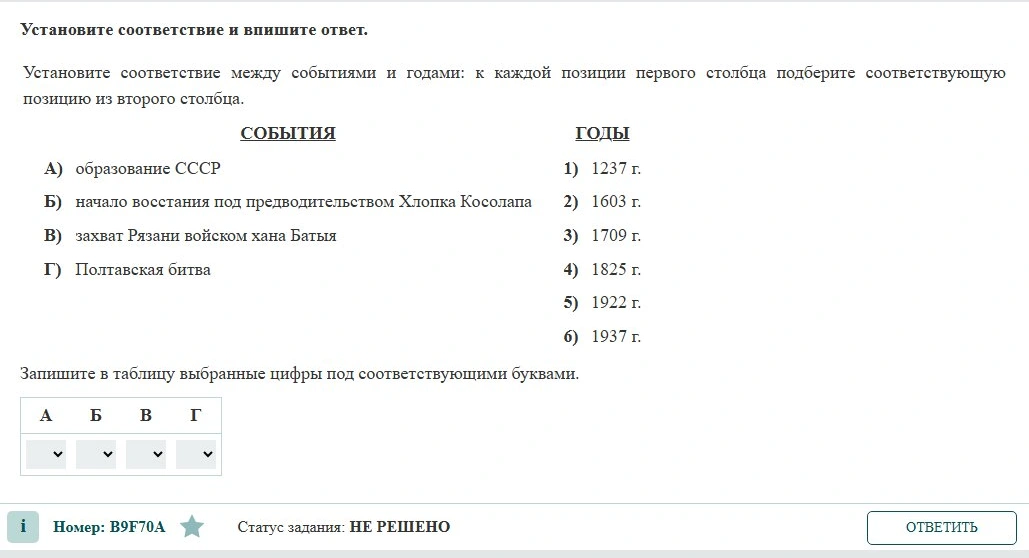 Установите соответствие и впишите ответ.
Установите соответствие между событиями и годами: к каждой позиции первого столбца подберите соответствующую
позицию из второго столбца.
СОБЫТИЯ ГОДЫ
А) образование СССР 1) 1237 г.
Б) начало восстания под предводительством Хлопка Косолапа 2) 1603 г.
В) захват Рязани войском хана Батыя 3) 1709 г.
Г) Полтавская битва 4) 1825 г.
5) 1922 г.
6) 1937 г.
Запишите в таблицу выбранные цифры под соответствующими буквами.
А Б В Г
i Номер: B9F70A Статус задания: НЕ РЕШЕНО ОТВЕТИТЬ